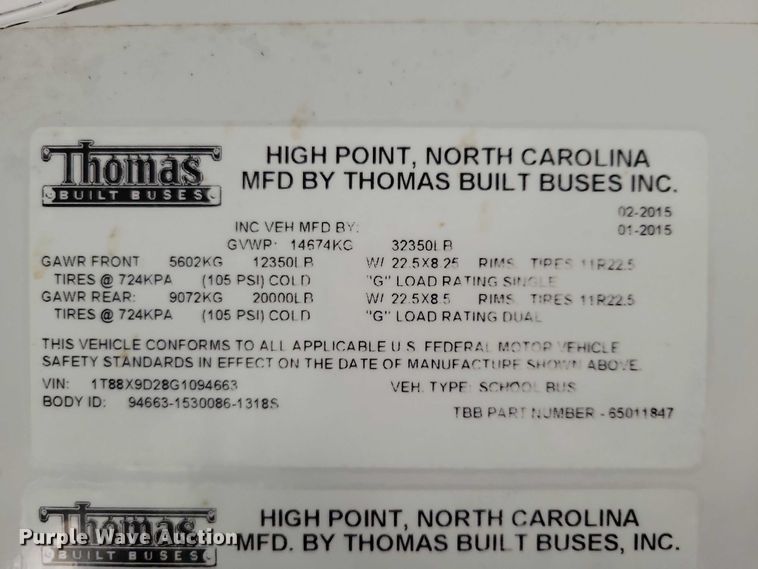 Thomas
BUILT BUSES
HIGH POINT, NORTH CAROLINA
MFD BY THOMAS BUILT BUSES INC.
02-2015
INC VEH MFD BY: 01-2015
GVWR: 14674KG 32350LB
GAWR FRONT 5602KG 12350LB W/ 22.5X8.25 RIMS. TIRES 11R22.5
TIRES @ 724KPA (105 PSI) COLD "G" LOAD RATING SINGLE
GAWR REAR: 9072KG 20000LB W/ 22.5X8.5 RIMS. TIRES 11R22.5
TIRES @ 724KPA (105 PSI) COLD "G" LOAD RATING DUAL
THIS VEHICLE CONFORMS TO ALL APPLICABLE U.S. FEDERAL MOTOR VEHICLE
SAFETY STANDARDS IN EFFECT ON THE DATE OF MANUFACTURE SHOWN ABOVE.
VIN: 1T88X9D28G1094663 VEH. TYPE: SCHOOL BUS
BODY ID: 94663-1530086-1318S
TBB PART NUMBER - 65011847
Thomas
BUILT BUSES
HIGH POINT, NORTH CAROLINA
MFD. BY THOMAS BUILT BUSES, INC.
Purple Wave Auction